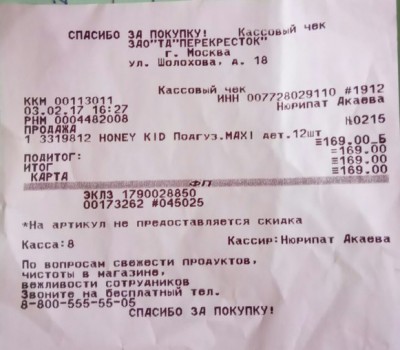 СПАСИБО ЗА ПОКУПКУ! Кассовый чек
ЗАО"ТД"ПЕРЕКРЕСТОК"
г. Москва
ул. Шолохова, д. 18
Кассовый чек
ККМ 00113011 ИНН 007728029110 #1912
03.02.17 16:27 Нюрипат Акаева
РНМ 0004482008 №0215
ПРОДАЖА
1 3319812 HONEY KID Подгуз.MAXI дет.12шт
≡169.00_Б
ПОДИТОГ: =169.00
ИТОГ ≡169.00
КАРТА ≡169.00
ФП
ЭКЛЗ 1790028850
00173262 #045025
*На артикул не предоставляется скидка
Касса:8 Кассир:Нюрипат Акаева
По вопросам свежести продуктов,
чистоты в магазине,
вежливости сотрудников
Звоните на бесплатный тел.
8-800-555-55-05
СПАСИБО ЗА ПОКУПКУ!